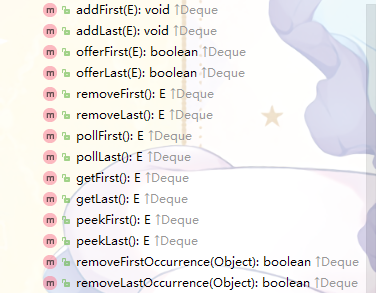 m addFirst(E): void ↑Deque
m addLast(E): void ↑Deque
m offerFirst(E): boolean ↑Deque
m offerLast(E): boolean ↑Deque
m removeFirst(): E ↑Deque
m removeLast(): E ↑Deque
m pollFirst(): E ↑Deque
m pollLast(): E ↑Deque
m getFirst(): E ↑Deque
m getLast(): E ↑Deque
m peekFirst(): E ↑Deque
m peekLast(): E ↑Deque
m removeFirstOccurrence(Object): boolean ↑Deque
m removeLastOccurrence(Object): boolean ↑Deque